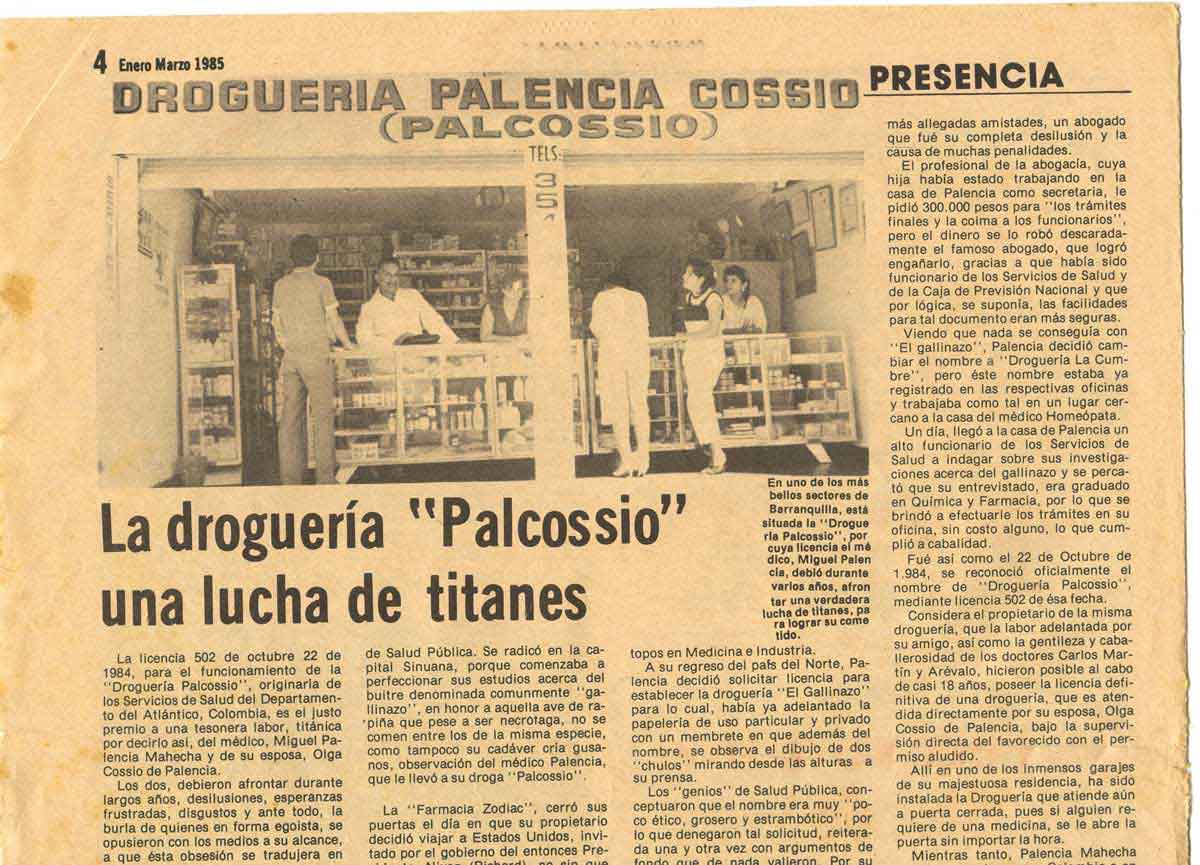 4 Enero Marzo 1985
PRESENCIA
DROGUERIA PALENCIA COSSIO
(PALCOSSIO)
TELS:
3
5
En uno de los más
bellos sectores de
Barranquilla, está
situada la "Drogue
ría Palcossio", por
cuya licencia el mé
dico, Miguel Palen
cia, debió durante
varios años, afron
tar una verdadera
lucha de titanes, pa
ra lograr su come
tido.
La droguería "Palcossio"
una lucha de titanes
La licencia 502 de octubre 22 de
1984, para el funcionamiento de la
"Droguería Palcossio", originaria de
los Servicios de Salud del Departamen-
to del Atlántico, Colombia, es el justo
premio a una tesonera labor, titánica
por decirlo así, del médico, Miguel Pa-
lencia Mahecha y de su esposa, Olga
Cossio de Palencia.
Los dos, debieron afrontar durante
largos años, desilusiones, esperanzas
frustradas, disgustos y ante todo, la
burla de quienes en forma egoista, se
opusieron con los medios a su alcance,
a que ésta obsesión se tradujera en
de Salud Pública. Se radicó en la ca-
pital Sinuana, porque comenzaba a
perfeccionar sus estudios acerca del
buitre denominada comunmente "ga-
llinazo", en honor a aquella ave de ra-
piña que pese a ser necrotaga, no se
comen entre los de la misma especie,
como tampoco su cadáver cría gusa-
nos, observación del médico Palencia,
que le llevó a su droga "Palcossio".
La "Farmacia Zodiac", cerró sus
puertas el día en que su propietario
decidió viajar a Estados Unidos, invi-
tado por el gobierno del entonces Pre-
topos en Medicina e Industria.
A su regreso del país del Norte, Pa-
lencia decidió solicitar licencia para
establecer la droguería "El Gallinazo"
para lo cual, había ya adelantado la
papelería de uso particular y privado
con un membrete en que además del
nombre, se observa el dibujo de dos
"chulos" mirando desde las alturas a
su prensa.
Los "genios" de Salud Pública, con-
ceptuaron que el nombre era muy "po-
co ético, grosero y estrambótico", por
lo que denegaron tal solicitud, reitera-
da una y otra vez con argumentos de
fondo que de nada valieron. Por su
más allegadas amistades, un abogado
que fué su completa desilusión y la
causa de muchas penalidades.
El profesional de la abogacía, cuya
hija había estado trabajando en la
casa de Palencia como secretaria, le
pidió 300.000 pesos para "los trámites
finales y la coima a los funcionarios",
pero el dinero se lo robó descarada-
mente el famoso abogado, que logró
engañarlo, gracias a que había sido
funcionario de los Servicios de Salud y
de la Caja de Previsión Nacional y que
por lógica, se suponía, las facilidades
para tal documento eran más seguras.
Viendo que nada se conseguía con
"El gallinazo", Palencia decidió cam-
biar el nombre a "Droguería La Cum-
bre", pero éste nombre estaba ya
registrado en las respectivas oficinas
y trabajaba como tal en un lugar cer-
cano a la casa del médico Homeópata.
Un día, llegó a la casa de Palencia un
alto funcionario de los Servicios de
Salud a indagar sobre sus investiga-
ciones acerca del gallinazo y se perca-
tó que su entrevistado, era graduado
en Química y Farmacia, por lo que se
brindó a efectuarle los trámites en su
oficina, sin costo alguno, lo que cum-
plió a cabalidad.
Fué así como el 22 de Octubre de
1.984, se reconoció oficialmente el
nombre de "Droguería Palcossio",
mediante licencia 502 de ésa fecha.
Considera el propietario de la misma
droguería, que la labor adelantada por
su amigo, así como la gentileza y caba-
llerosidad de los doctores Carlos Mar-
tín y Arévalo, hicieron posible al cabo
de casi 18 años, poseer la licencia defi-
nitiva de una droguería, que es aten-
dida directamente por su esposa, Olga
Cossio de Palencia, bajo la supervi-
sión directa del favorecido con el per-
miso aludido.
Allí en uno de los inmensos garajes
de su majestuosa residencia, ha sido
instalada la Droguería que atiende aún
a puerta cerrada, pues si alguien re-
quiere de una medicina, se le abre la
puerta sin importar la hora.
Mientras tanto, Palencia Mahecha